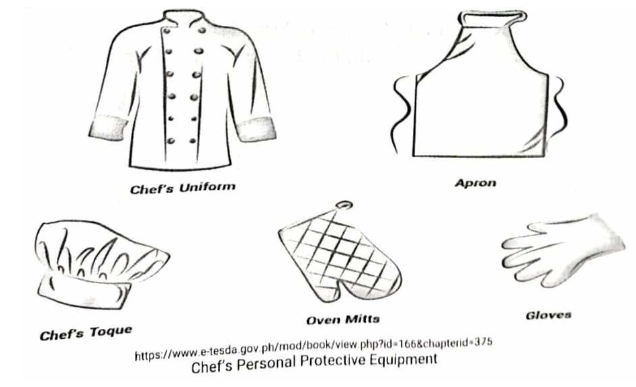 Chef's Uniform
Apron
Chef's Toque
Oven Mitts
Gloves
https://www.e-tesda.gov.ph/mod/book/view.php?id=166&chapterid=375
Chef's Personal Protective Equipment